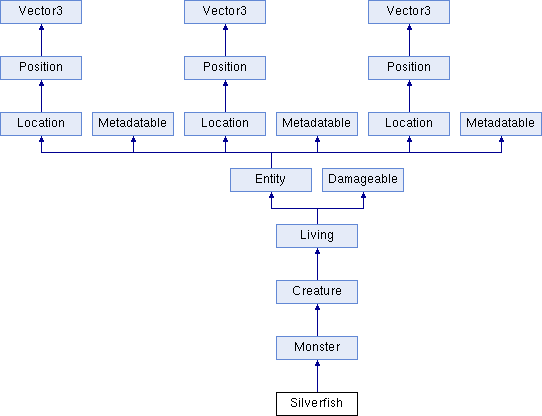 Vector3 Vector3 Vector3
Position Position Position
Location Metadatable Location Metadatable Location Metadatable
Entity Damageable
Living
Creature
Monster
Silverfish